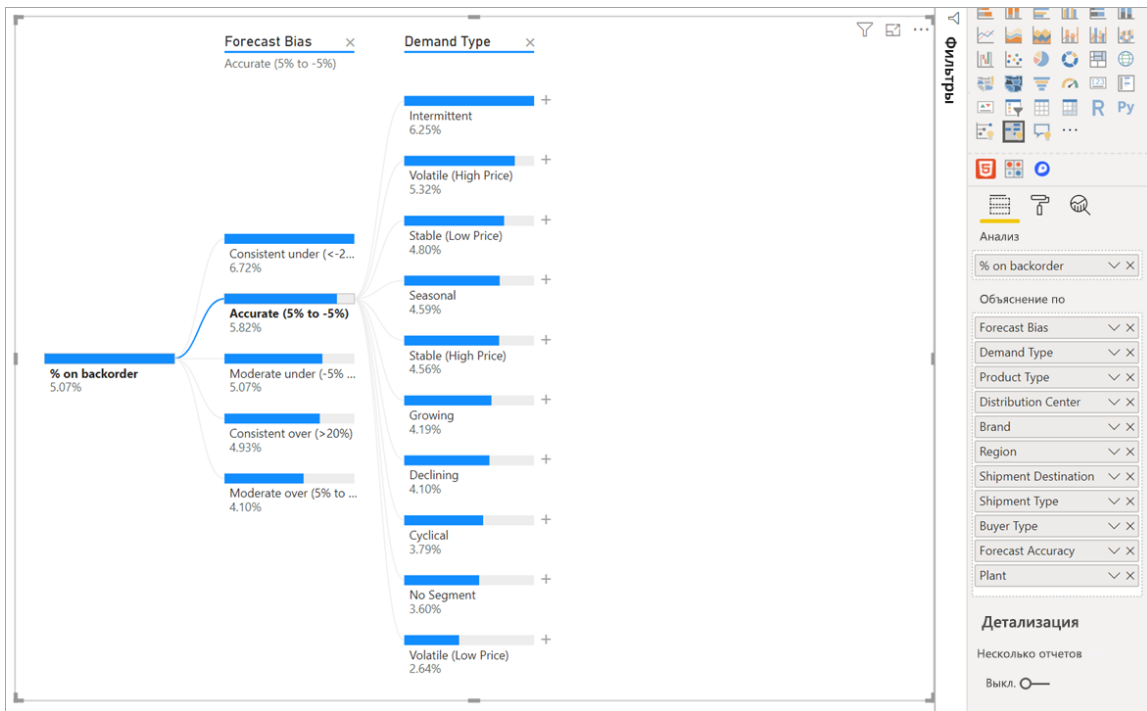 Forecast Bias
Accurate (5% to -5%)
Demand Type
% on backorder
5.07%
Consistent under (<-2...
6.72%
Accurate (5% to -5%)
5.82%
Moderate under (-5% ...
5.07%
Consistent over (>20%)
4.93%
Moderate over (5% to ...
4.10%
Intermittent
6.25%
Volatile (High Price)
5.32%
Stable (Low Price)
4.80%
Seasonal
4.59%
Stable (High Price)
4.56%
Growing
4.19%
Declining
4.10%
Cyclical
3.79%
No Segment
3.60%
Volatile (Low Price)
2.64%
Фильтры
R Py
5
Анализ
% on backorder
Объяснение по
Forecast Bias
Demand Type
Product Type
Distribution Center
Brand
Region
Shipment Destination
Shipment Type
Buyer Type
Forecast Accuracy
Plant
Детализация
Несколько отчетов
Выкл.